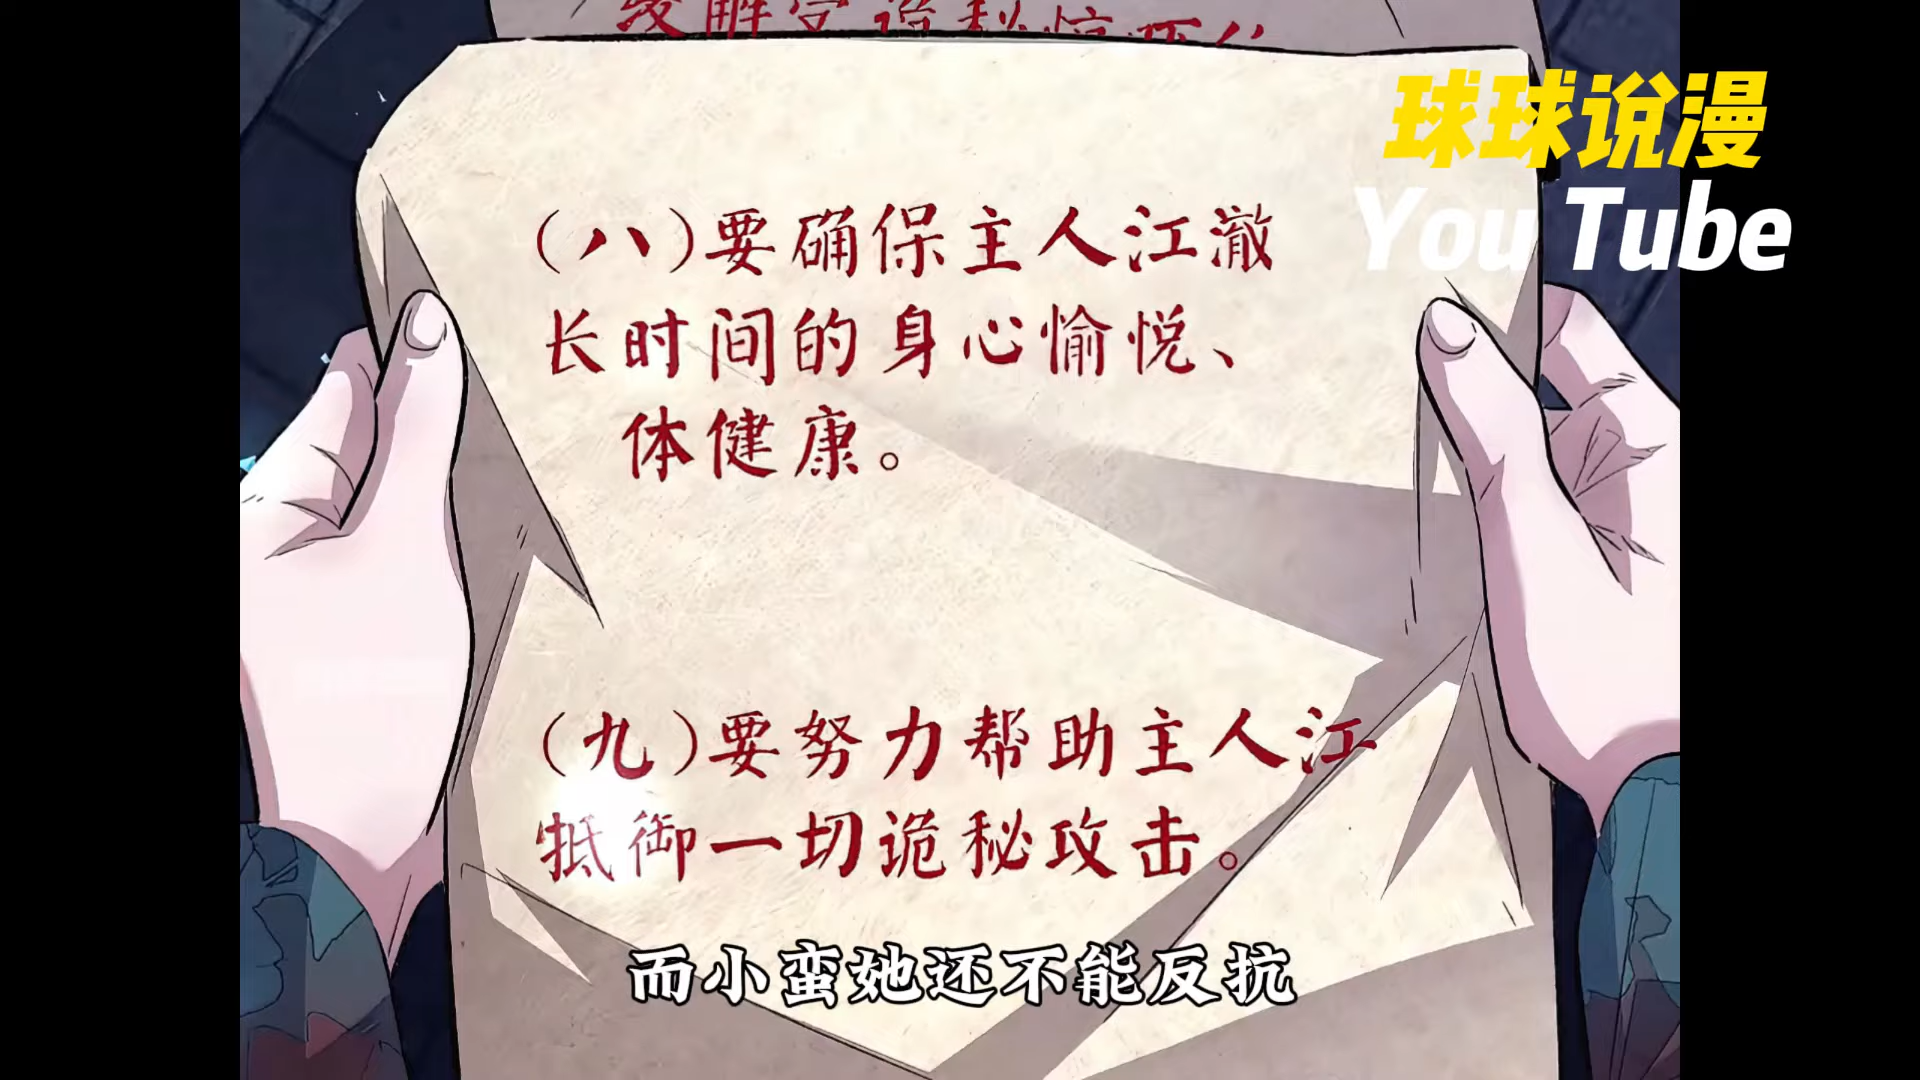 球球说漫
YouTube
(八)要确保主人江澈
长时间的身心愉悦、
体健康。
(九)要努力帮助主人江
抵御一切诡秘攻击。
而小蛮她还不能反抗